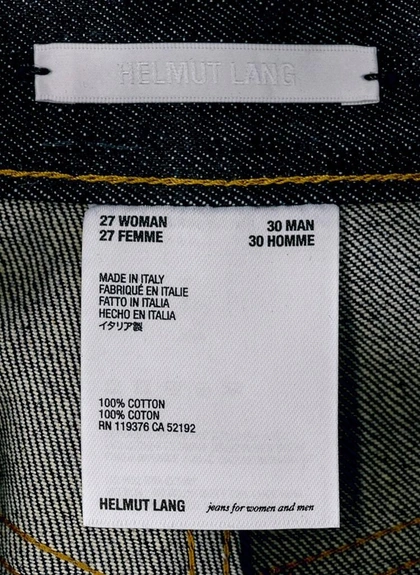 HELMUT LANG
27 WOMAN
27 FEMME
30 MAN
30 HOMME
MADE IN ITALY
FABRIQUÉ EN ITALIE
FATTO IN ITALIA
HECHO EN ITALIA
イタリア製
100% COTTON
100% COTON
RN 119376 CA 52192
HELMUT LANG jeans for women and men